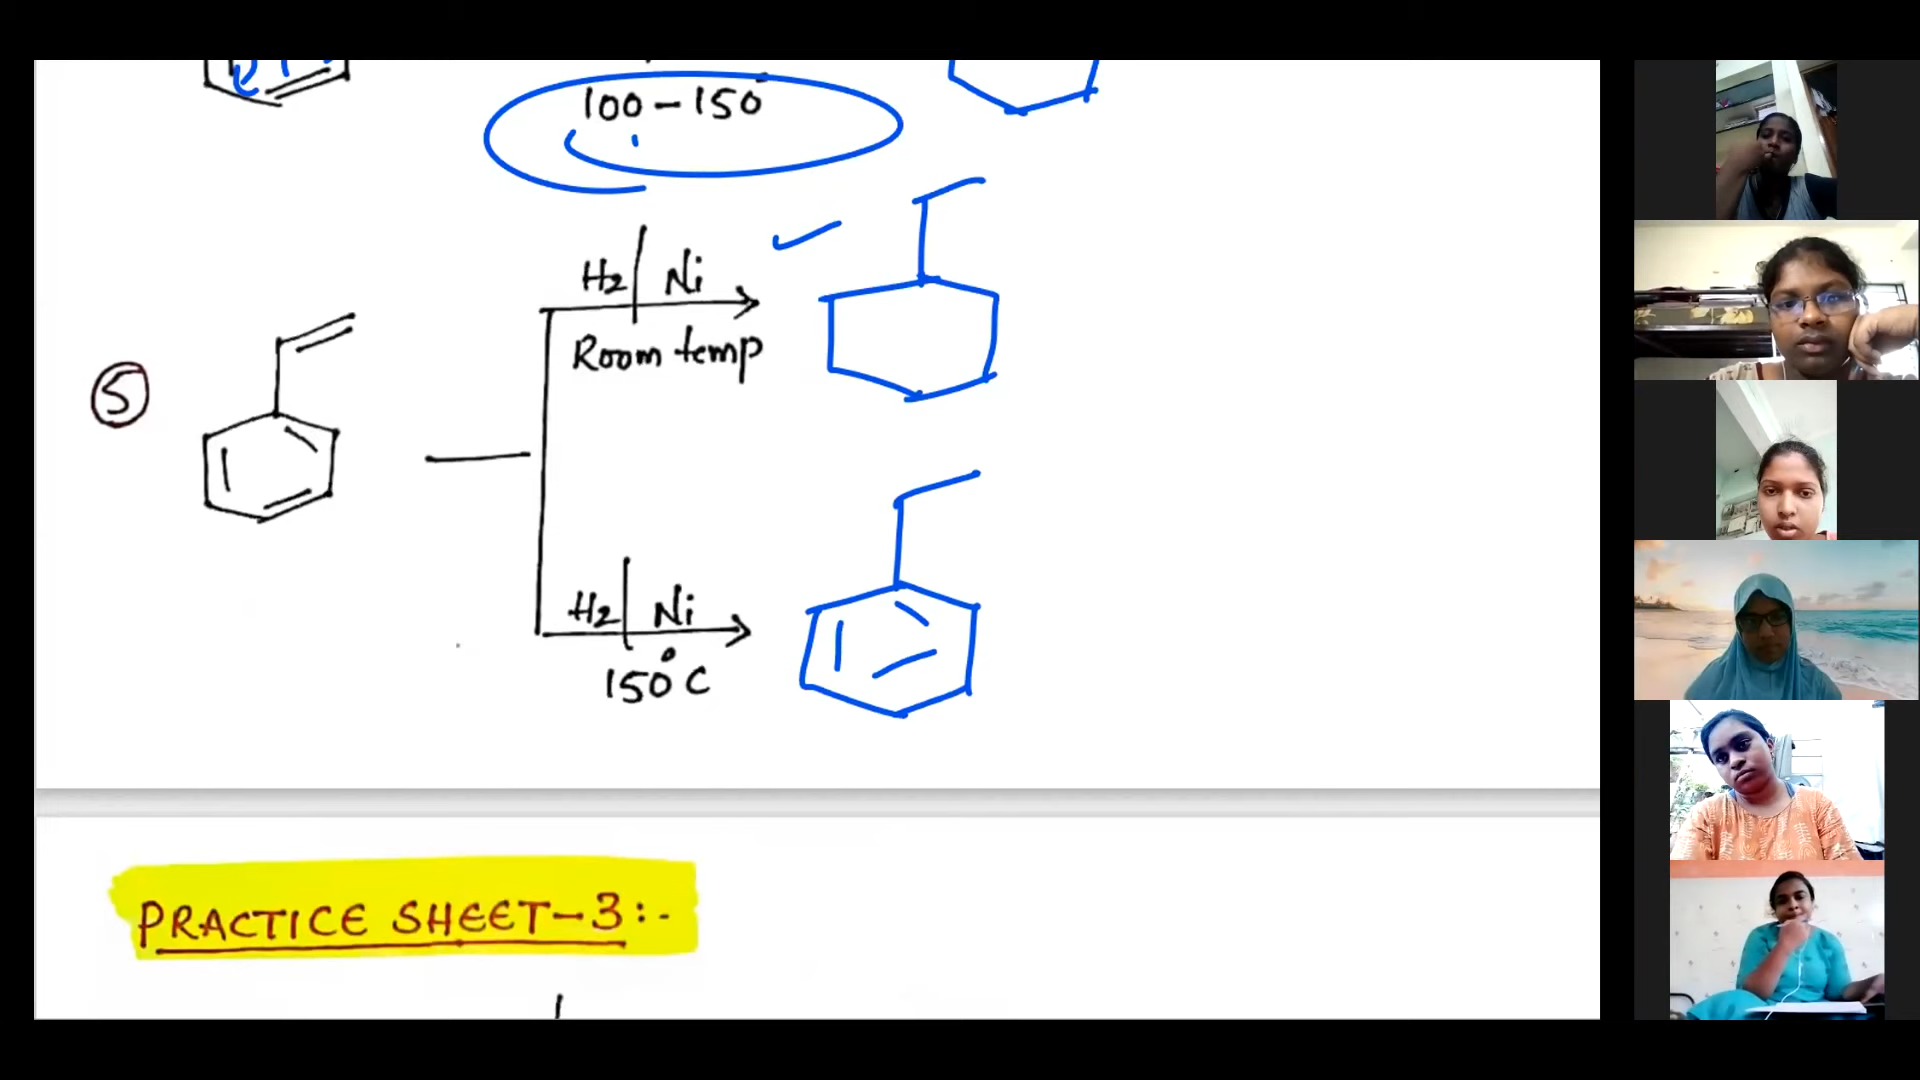 100-150°
H2 | Ni
Room temp
5
H2 | Ni
150°C
PRACTICE SHEET-3:-